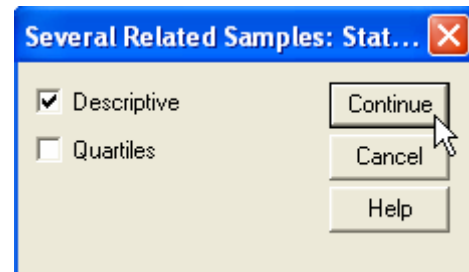 Several Related Samples: Stat...
Descriptive
Continue
Quartiles
Cancel
Help